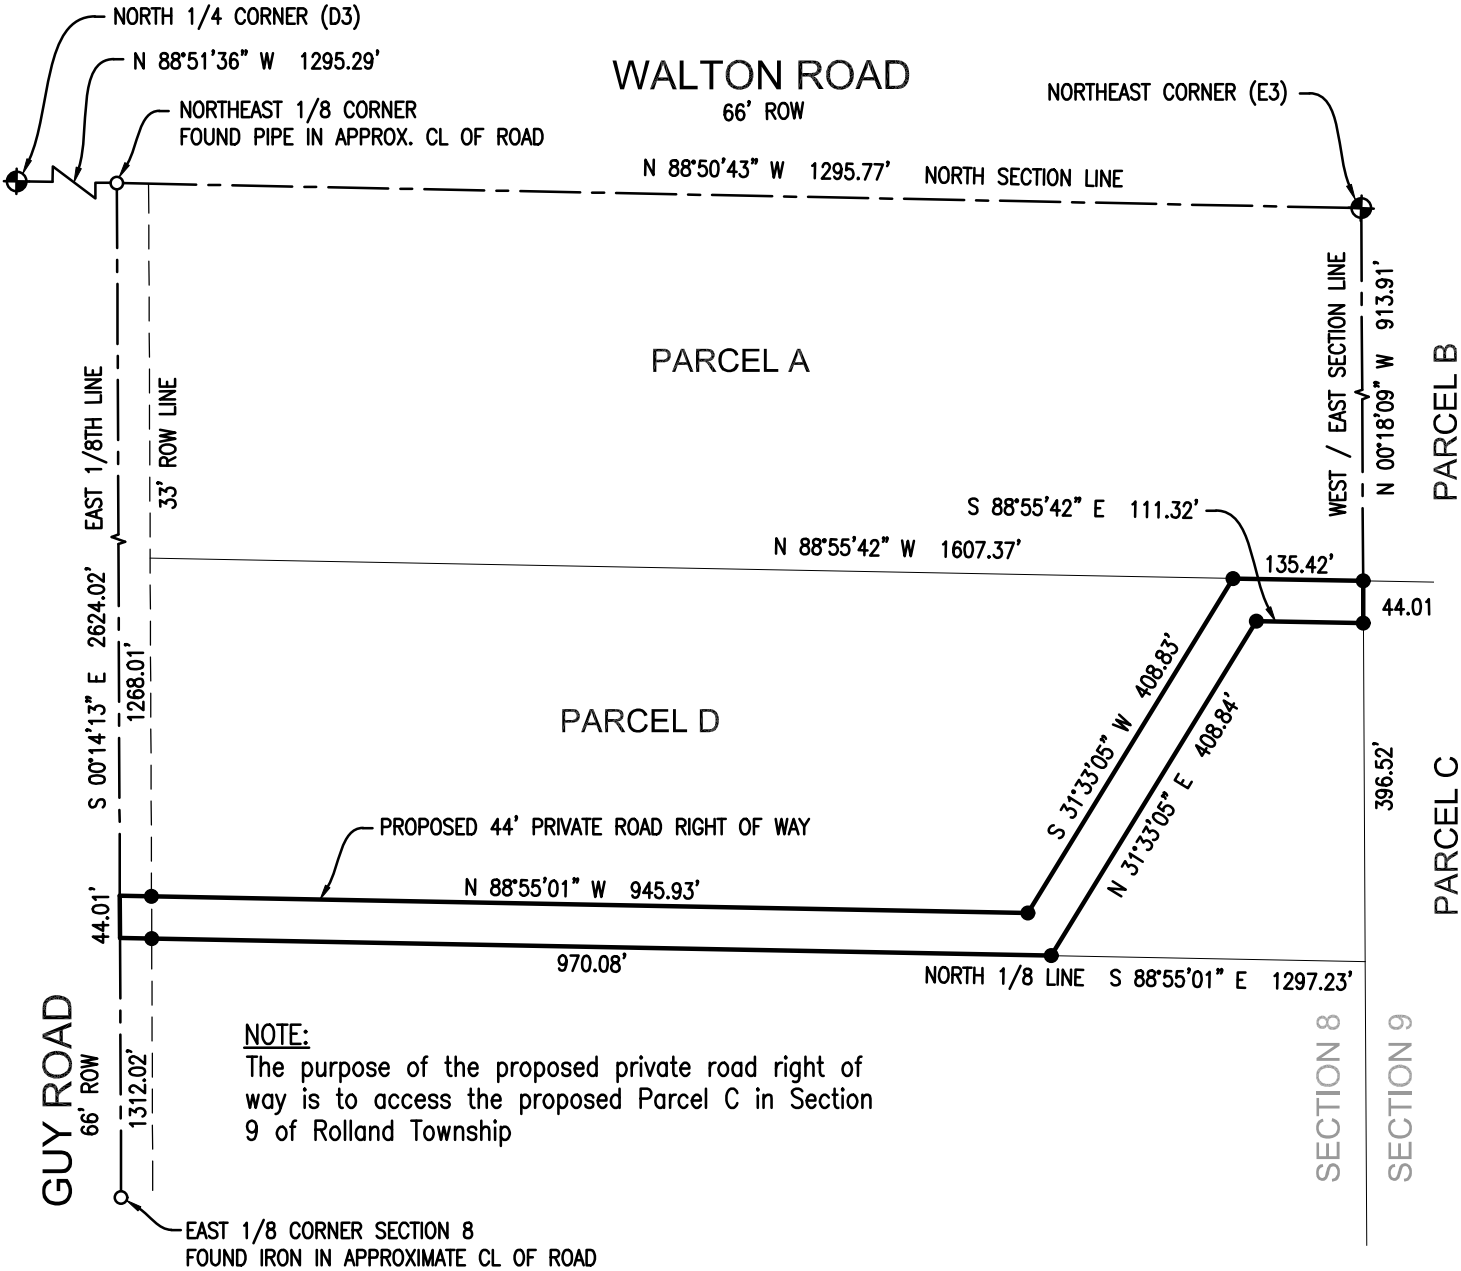 NORTH 1/4 CORNER (D3)
N 88°51'36" W 1295.29'
WALTON ROAD
66' ROW
NORTHEAST CORNER (E3)
NORTHEAST 1/8 CORNER
FOUND PIPE IN APPROX. CL OF ROAD
N 88°50'43" W 1295.77' NORTH SECTION LINE
WEST / EAST SECTION LINE
N 00°18'09" W 913.91'
PARCEL B
PARCEL A
EAST 1/8TH LINE
33' ROW LINE
S 88°55'42" E 111.32'
N 88°55'42" W 1607.37'
135.42'
44.01
S 00°14'13" E 2624.02'
1268.01'
S 31°33'05" W 408.83'
N 31°33'05" E 408.84'
PARCEL D
396.52'
PARCEL C
PROPOSED 44' PRIVATE ROAD RIGHT OF WAY
N 88°55'01" W 945.93'
44.01'
970.08'
NORTH 1/8 LINE S 88°55'01" E 1297.23'
GUY ROAD
66' ROW
1312.02'
NOTE:
The purpose of the proposed private road right of
way is to access the proposed Parcel C in Section
9 of Rolland Township
SECTION 8
SECTION 9
EAST 1/8 CORNER SECTION 8
FOUND IRON IN APPROXIMATE CL OF ROAD